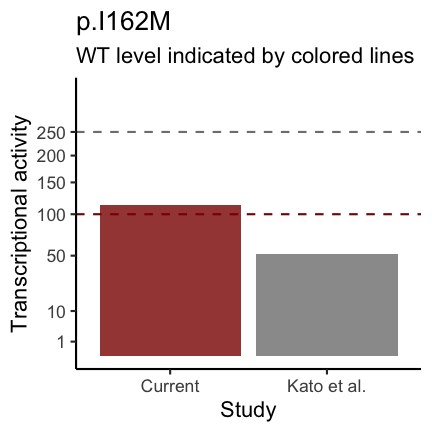 p.I162M
WT level indicated by colored lines
Transcriptional activity
250
200
150
100
50
10
1
Current
Kato et al.
Study